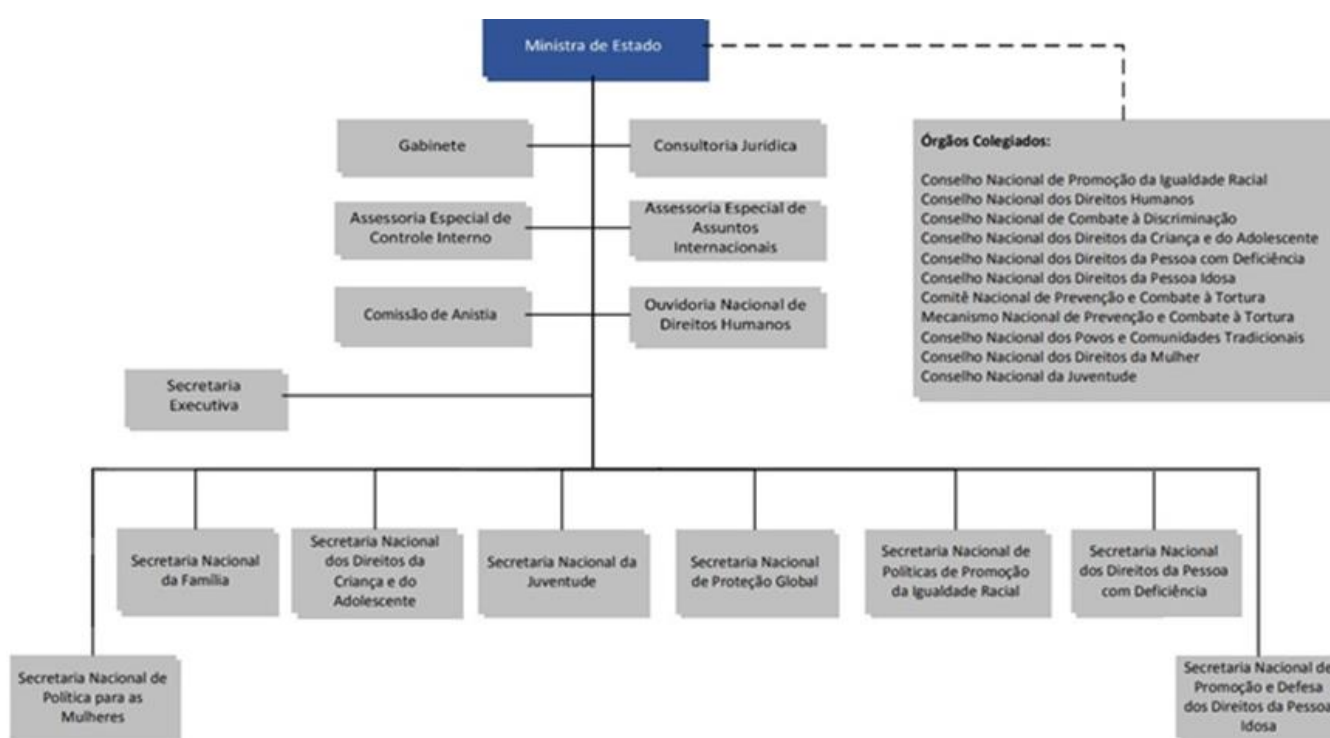 Ministra de Estado
Gabinete
Consultoria Jurídica
Órgãos Colegiados:
Conselho Nacional de Promoção da Igualdade Racial
Conselho Nacional dos Direitos Humanos
Conselho Nacional de Combate à Discriminação
Conselho Nacional dos Direitos da Criança e do Adolescente
Conselho Nacional dos Direitos da Pessoa com Deficiência
Conselho Nacional dos Direitos da Pessoa Idosa
Comitê Nacional de Prevenção e Combate à Tortura
Mecanismo Nacional de Prevenção e Combate à Tortura
Conselho Nacional dos Povos e Comunidades Tradicionais
Conselho Nacional dos Direitos da Mulher
Conselho Nacional da Juventude
Assessoria Especial de
Controle Interno
Assessoria Especial de
Assuntos
Internacionais
Comissão de Anistia
Ouvidoria Nacional de
Direitos Humanos
Secretaria
Executiva
Secretaria Nacional
da Família
Secretaria Nacional
dos Direitos da
Criança e do
Adolescente
Secretaria Nacional da
Juventude
Secretaria Nacional
de Proteção Global
Secretaria Nacional de
Políticas de Promoção
da Igualdade Racial
Secretaria Nacional
dos Direitos da Pessoa
com Deficiência
Secretaria Nacional de
Política para as
Mulheres
Secretaria Nacional de
Promoção e Defesa
dos Direitos da Pessoa
Idosa